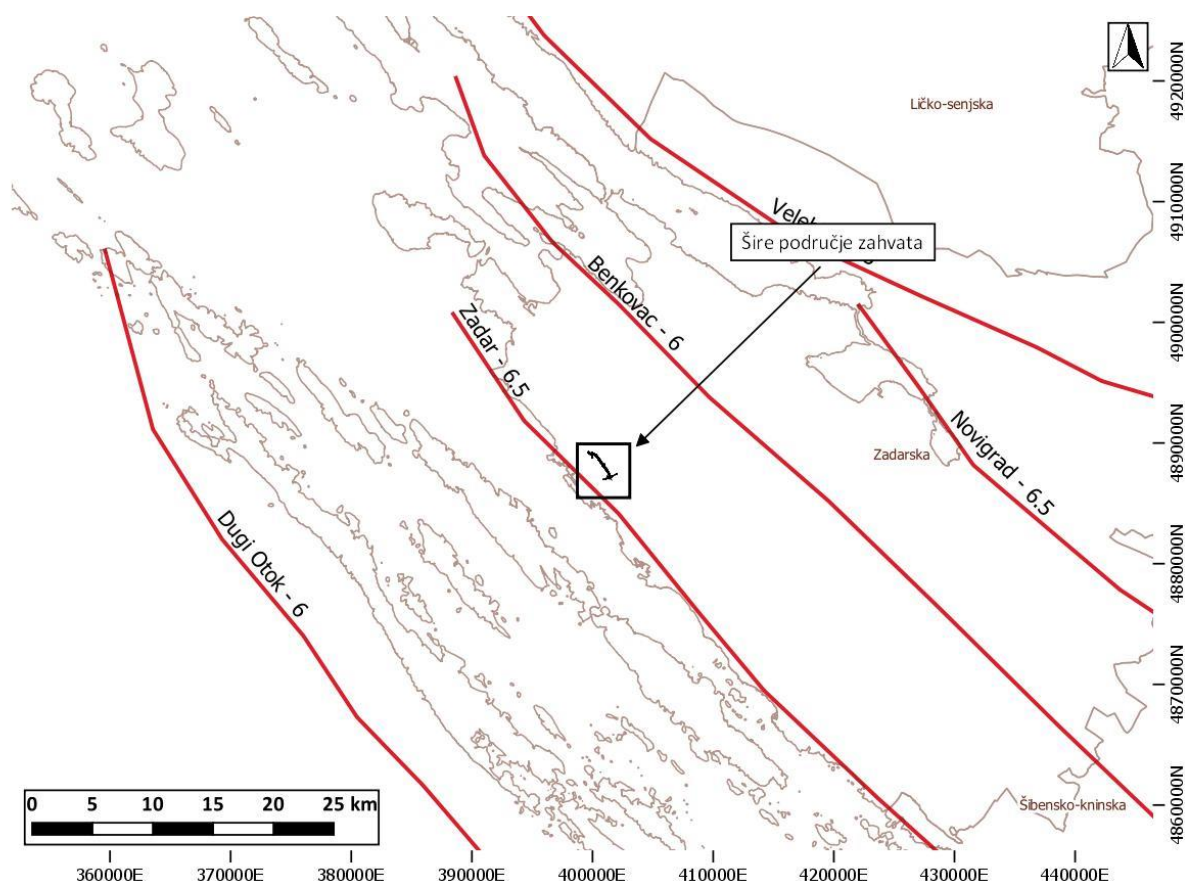 Ličko-senjska
Šire područje zahvata
Benkovac - 6
Zadar - 6.5
Zadarska
Novigrad - 6.5
Dugi Otok - 6
Šibensko-kninska
0 5 10 15 20 25 km
360000E 370000E 380000E 390000E 400000E 410000E 420000E 430000E 440000E
4920000N
4910000N
4900000N
4890000N
4880000N
4870000N
4860000N